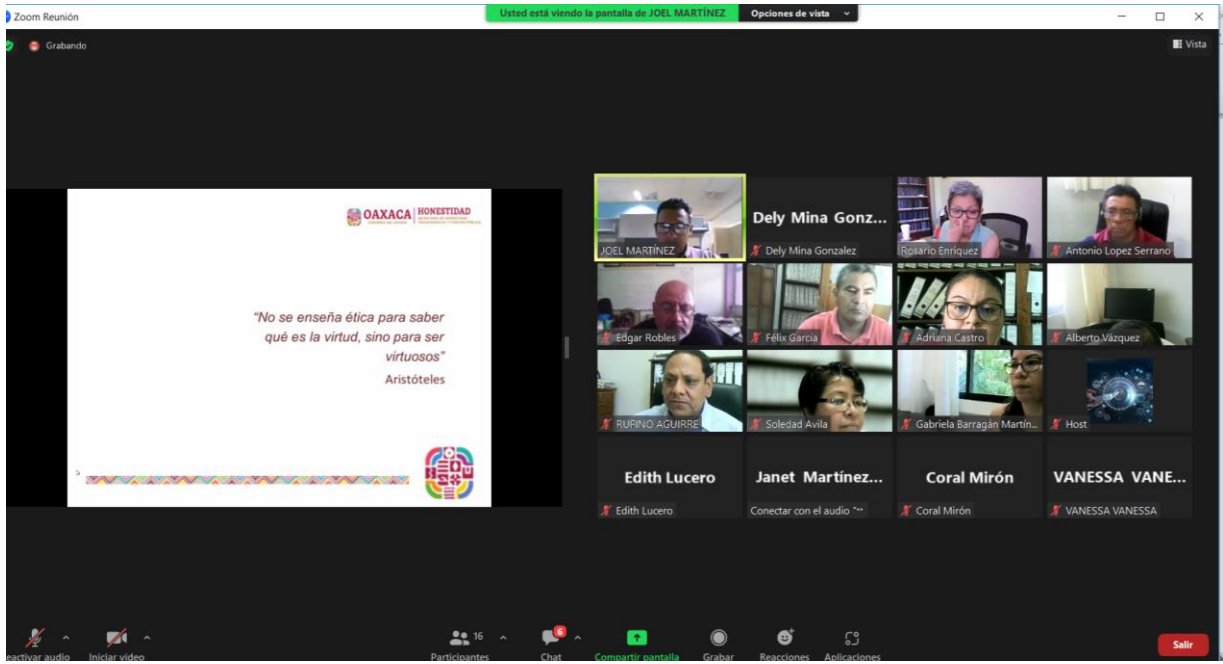 Zoom Reunión
Usted está viendo la pantalla de JOEL MARTÍNEZ
Opciones de vista
Grabando
Vista
OAXACA
HONESTIDAD
“No se enseña ética para saber
qué es la virtud, sino para ser
virtuosos”
Aristóteles
JOEL MARTÍNEZ
Dely Mina Gonz...
Dely Mina Gonzalez
Rosario Enriquez
Antonio Lopez Serrano
Edgar Robles
Félix García
Adriana Castro
Alberto Vázquez
RUFINO AGUIRRE
Soledad Avila
Gabriela Barragán Martín...
Host
Edith Lucero
Edith Lucero
Janet Martínez...
Conectar con el audio
Coral Mirón
Coral Mirón
VANESSA VANE...
VANESSA VANESSA
eactivar audio
Iniciar video
16
Participantes
6
Chat
Compartir pantalla
Grabar
Reacciones
Aplicaciones
Salir